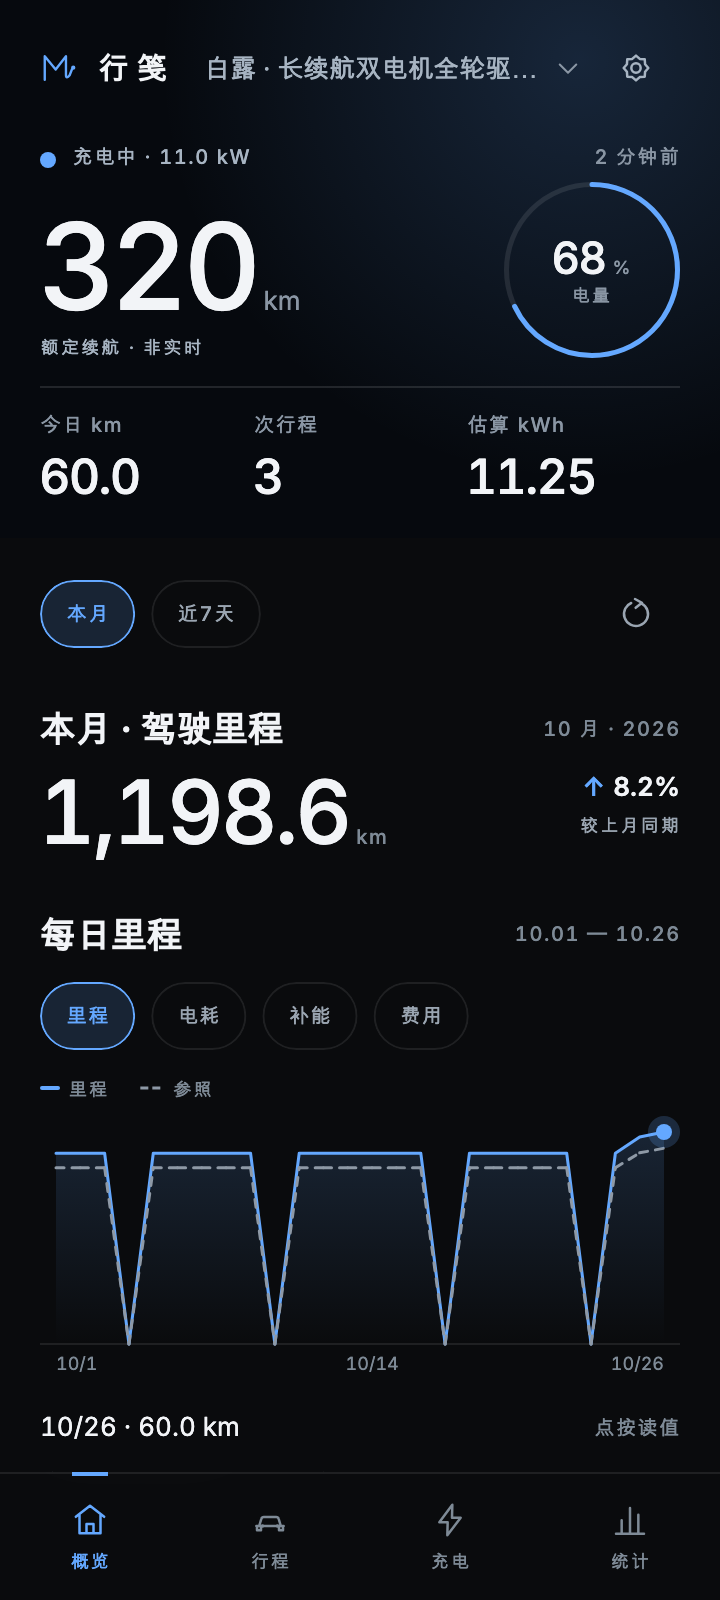 行笺 白露 · 长续航双电机全轮驱...
充电中 · 11.0 kW
2 分钟前
320 km
68 %
电量
额定续航 · 非实时
今日 km
次行程
估算 kWh
60.0
3
11.25
本月
近7天
本月 · 驾驶里程
10 月 · 2026
1,198.6 km
↑ 8.2%
较上月同期
每日里程
10.01 — 10.26
里程
电耗
补能
费用
里程
参照
10/1
10/14
10/26
10/26 · 60.0 km
点按读值
概览
行程
充电
统计